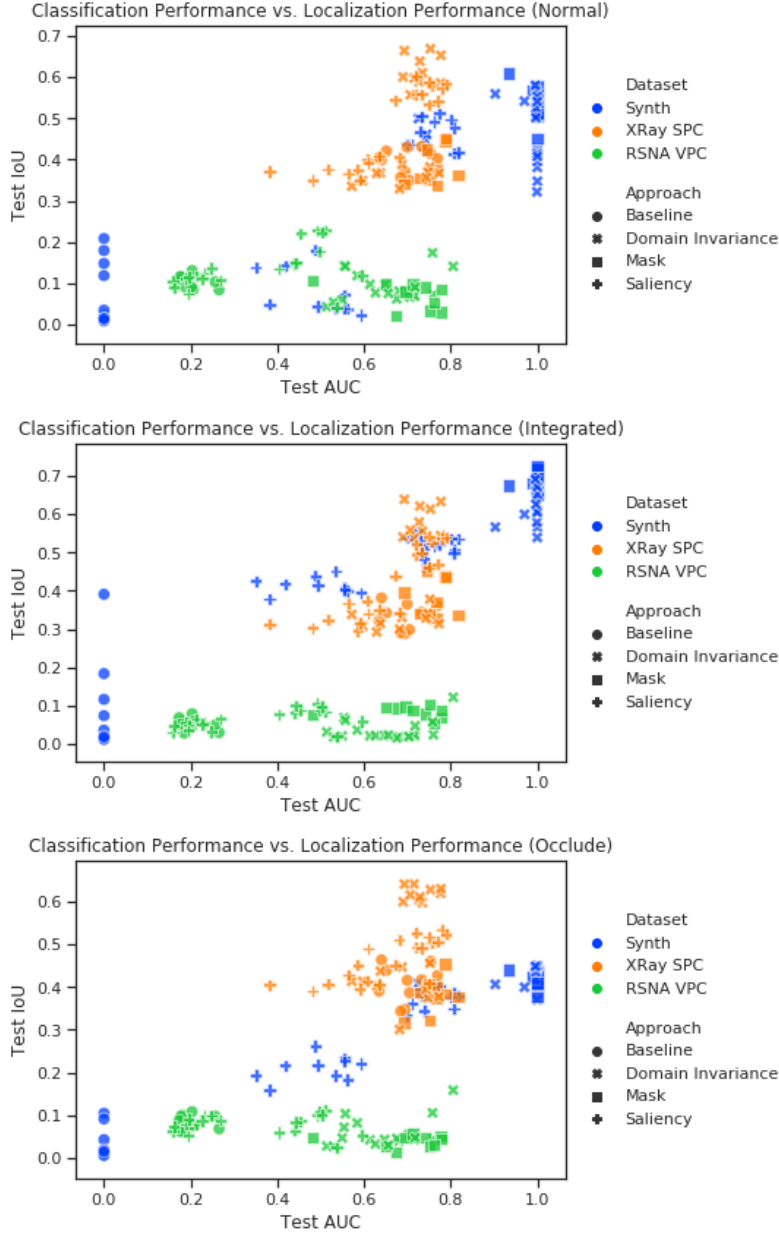 Classification Performance vs. Localization Performance (Normal)
0.7
0.6
0.5
0.4
0.3
0.2
0.1
0.0
Test IoU
0.0 0.2 0.4 0.6 0.8 1.0
Test AUC
Dataset
Synth
XRay SPC
RSNA VPC
Approach
Baseline
Domain Invariance
Mask
Saliency
Classification Performance vs. Localization Performance (Integrated)
0.7
0.6
0.5
0.4
0.3
0.2
0.1
0.0
Test IoU
0.0 0.2 0.4 0.6 0.8 1.0
Test AUC
Dataset
Synth
XRay SPC
RSNA VPC
Approach
Baseline
Domain Invariance
Mask
Saliency
Classification Performance vs. Localization Performance (Occlude)
0.6
0.5
0.4
0.3
0.2
0.1
0.0
Test IoU
0.0 0.2 0.4 0.6 0.8 1.0
Test AUC
Dataset
Synth
XRay SPC
RSNA VPC
Approach
Baseline
Domain Invariance
Mask
Saliency